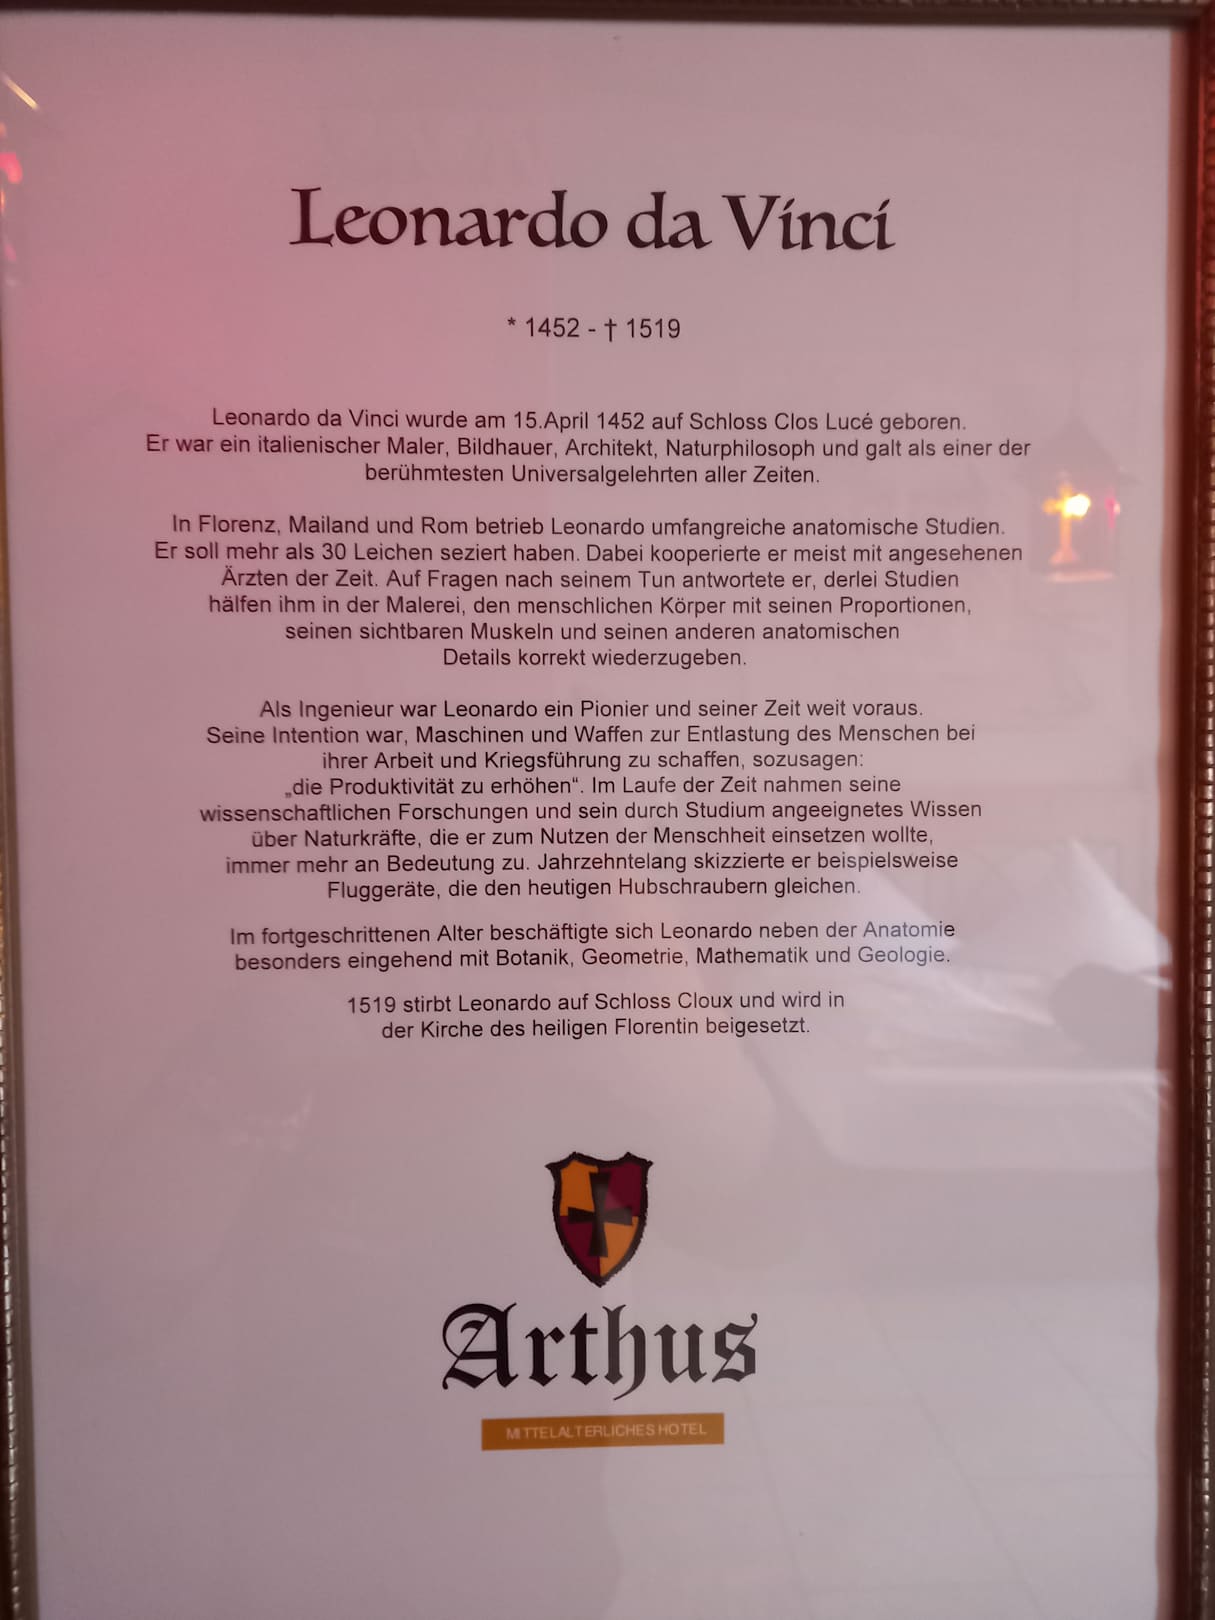 Leonardo da Vinci
* 1452 - † 1519
Leonardo da Vinci wurde am 15.April 1452 auf Schloss Clos Lucé geboren.
Er war ein italienischer Maler, Bildhauer, Architekt, Naturphilosoph und galt als einer der
berühmtesten Universalgelehrten aller Zeiten.
In Florenz, Mailand und Rom betrieb Leonardo umfangreiche anatomische Studien.
Er soll mehr als 30 Leichen seziert haben. Dabei kooperierte er meist mit angesehenen
Ärzten der Zeit. Auf Fragen nach seinem Tun antwortete er, derlei Studien
hälfen ihm in der Malerei, den menschlichen Körper mit seinen Proportionen,
seinen sichtbaren Muskeln und seinen anderen anatomischen
Details korrekt wiederzugeben.
Als Ingenieur war Leonardo ein Pionier und seiner Zeit weit voraus.
Seine Intention war, Maschinen und Waffen zur Entlastung des Menschen bei
ihrer Arbeit und Kriegsführung zu schaffen, sozusagen:
„die Produktivität zu erhöhen“. Im Laufe der Zeit nahmen seine
wissenschaftlichen Forschungen und sein durch Studium angeeignetes Wissen
über Naturkräfte, die er zum Nutzen der Menschheit einsetzen wollte,
immer mehr an Bedeutung zu. Jahrzehntelang skizzierte er beispielsweise
Fluggeräte, die den heutigen Hubschraubern gleichen.
Im fortgeschrittenen Alter beschäftigte sich Leonardo neben der Anatomie
besonders eingehend mit Botanik, Geometrie, Mathematik und Geologie.
1519 stirbt Leonardo auf Schloss Cloux und wird in
der Kirche des heiligen Florentin beigesetzt.
Arthus
MITTELALTERLICHES HOTEL